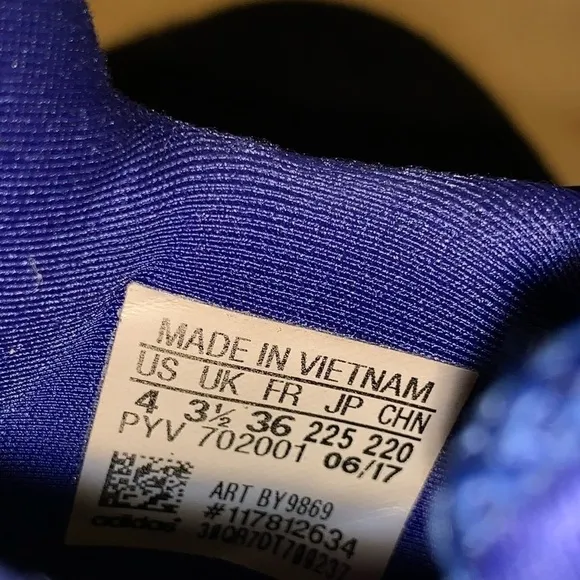 MADE IN VIETNAM
US UK FR JP CHN
4 3½ 36 225 220
PYV 702001 06/17
ART BY9869
#117812634
adidas